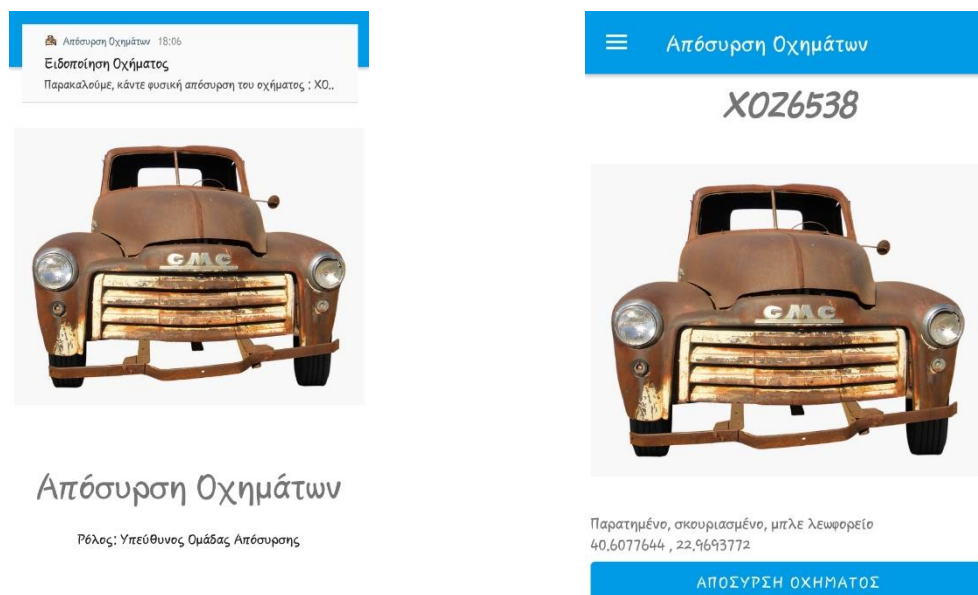 Απόσυρση Οχημάτων 18:06
Ειδοποίηση Οχήματος
Παρακαλούμε, κάντε φυσική απόσυρση του οχήματος : ΧΟ..
GMC
Απόσυρση Οχημάτων
Ρόλος: Υπεύθυνος Ομάδας Απόσυρσης
Απόσυρση Οχημάτων
ΧΟΖ6538
GMC
Παρατημένο, σκουριασμένο, μπλε λεωφορείο
40.6077644 , 22.9693772
ΑΠΟΣΥΡΣΗ ΟΧΗΜΑΤΟΣ